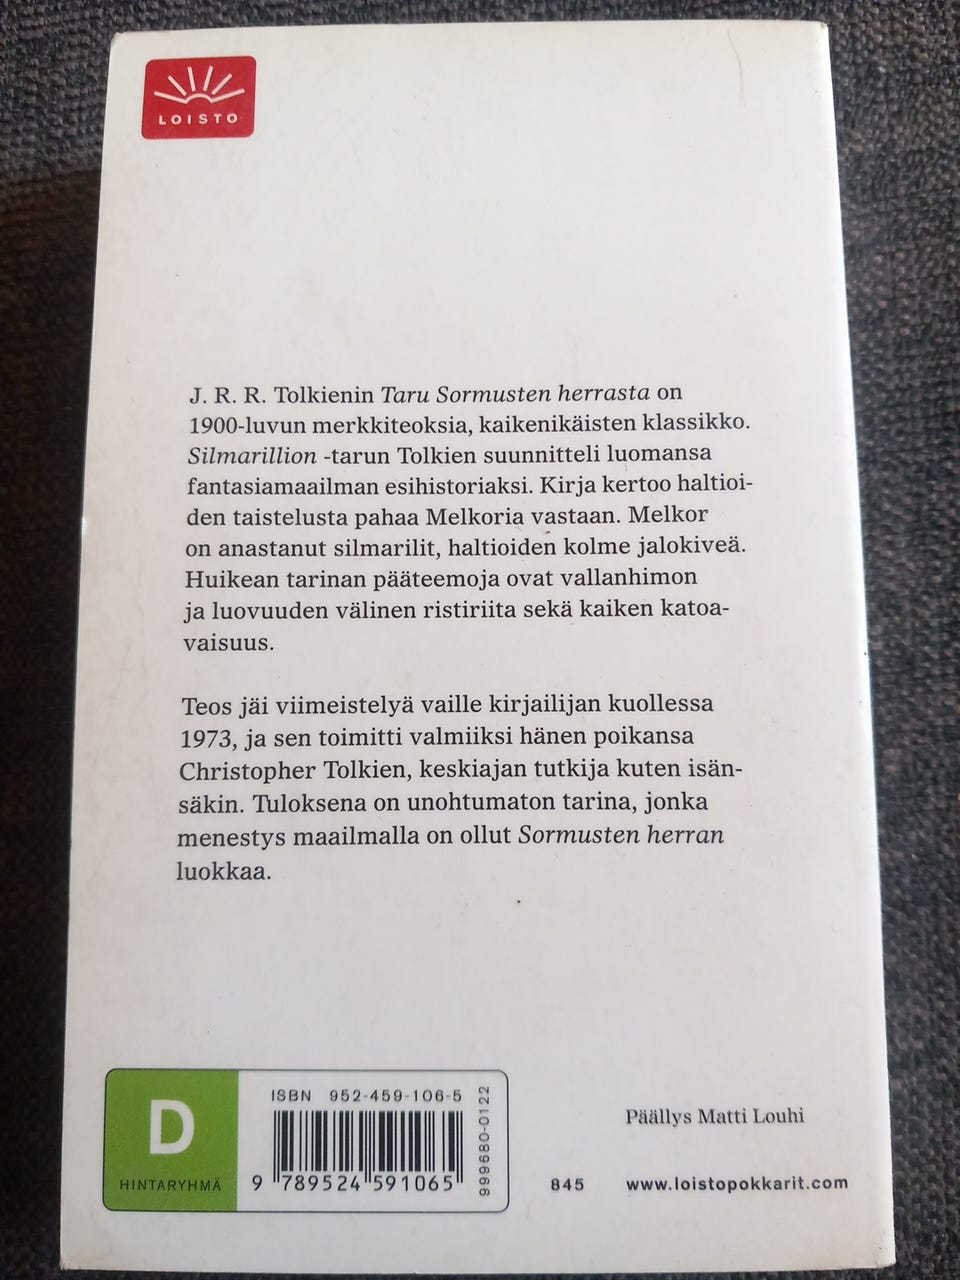 LOISTO
J. R. R. Tolkienin Taru Sormusten herrasta on
1900-luvun merkkiteoksia, kaikenikäisten klassikko.
Silmarillion -tarun Tolkien suunnitteli luomansa
fantasiamaailman esihistoriaksi. Kirja kertoo haltioi-
den taistelusta pahaa Melkoria vastaan. Melkor
on anastanut silmarilit, haltioiden kolme jalokiveä.
Huikean tarinan pääteemoja ovat vallanhimon
ja luovuuden välinen ristiriita sekä kaiken katoa-
vaisuus.
Teos jäi viimeistelyä vaille kirjailijan kuollessa
1973, ja sen toimitti valmiiksi hänen poikansa
Christopher Tolkien, keskiajan tutkija kuten isän-
säkin. Tuloksena on unohtumaton tarina, jonka
menestys maailmalla on ollut Sormusten herran
luokkaa.
D
HINTARYHMÄ
ISBN 952-459-106-5
9 789524 591065
999680-0122
Päällys Matti Louhi
845 www.loistopokkarit.com